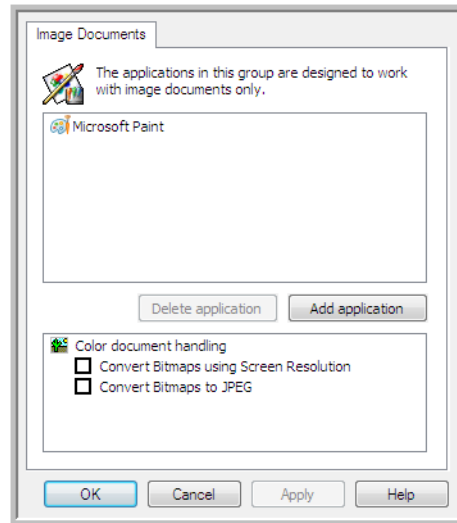 Image Documents
The applications in this group are designed to work
with image documents only.
Microsoft Paint
Delete application
Add application
Color document handling
Convert Bitmaps using Screen Resolution
Convert Bitmaps to JPEG
OK
Cancel
Apply
Help